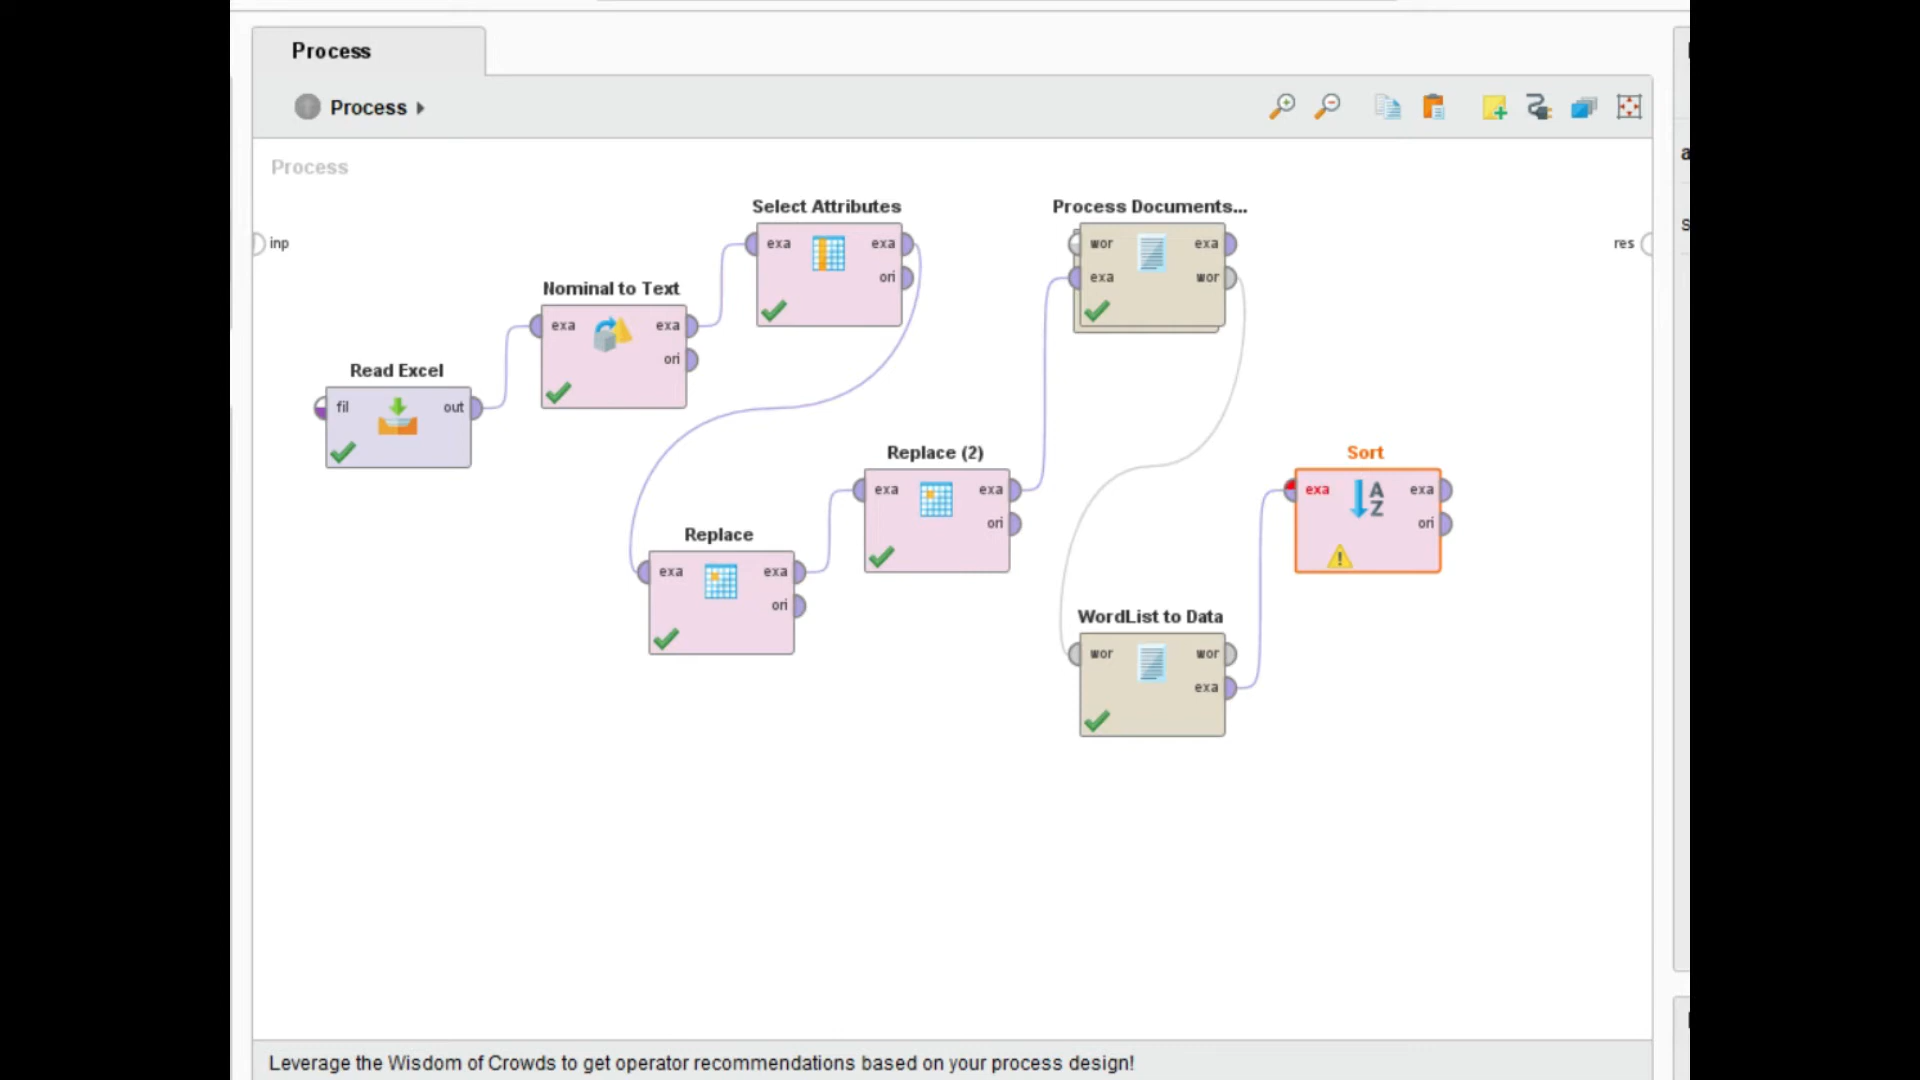 Process
Process
Process
inp
res
Select Attributes
exa exa
ori
Process Documents...
wor exa
exa wor
Nominal to Text
exa exa
ori
Read Excel
fil out
Replace (2)
exa exa
ori
Sort
exa A Z exa
ori
Replace
exa exa
ori
WordList to Data
wor wor
exa
Leverage the Wisdom of Crowds to get operator recommendations based on your process design!